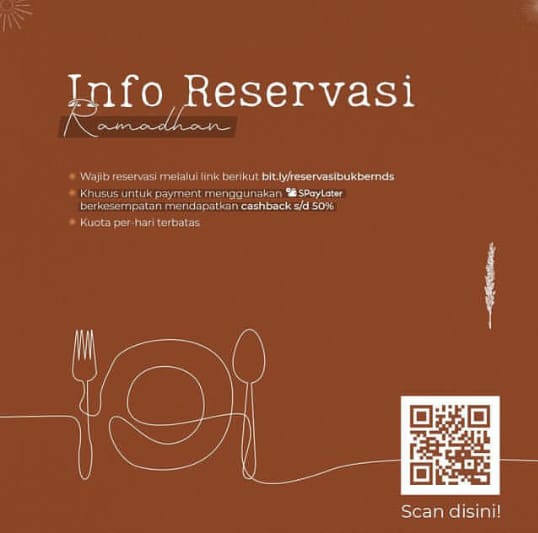 Info Reservasi
Ramadhan
Wajib reservasi melalui link berikut bit.ly/reservasibukbernds
Khusus untuk payment menggunakan SPayLater
berkesempatan mendapatkan cashback s/d 50%
Kuota per-hari terbatas
Scan disini!